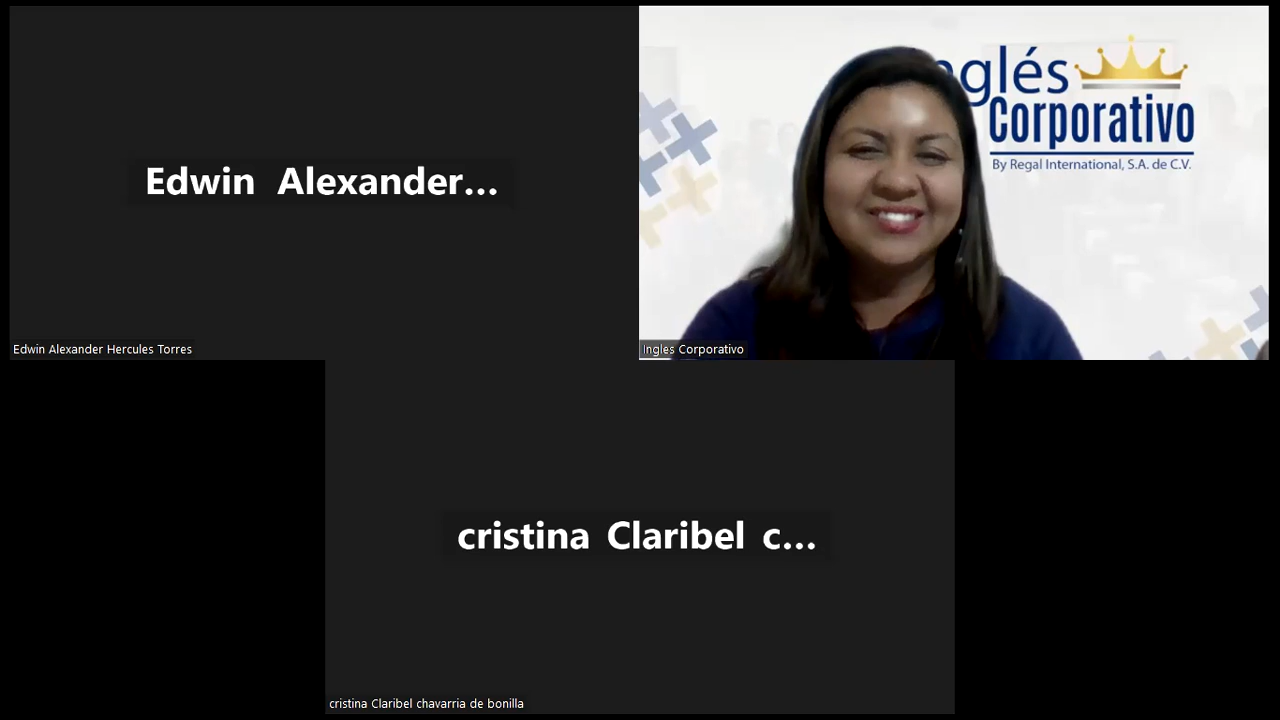 Edwin Alexander...
Edwin Alexander Hercules Torres
nglés
Corporativo
By Regal International, S.A. de C.V.
Ingles Corporativo
cristina Claribel c...
cristina Claribel chavarria de bonilla